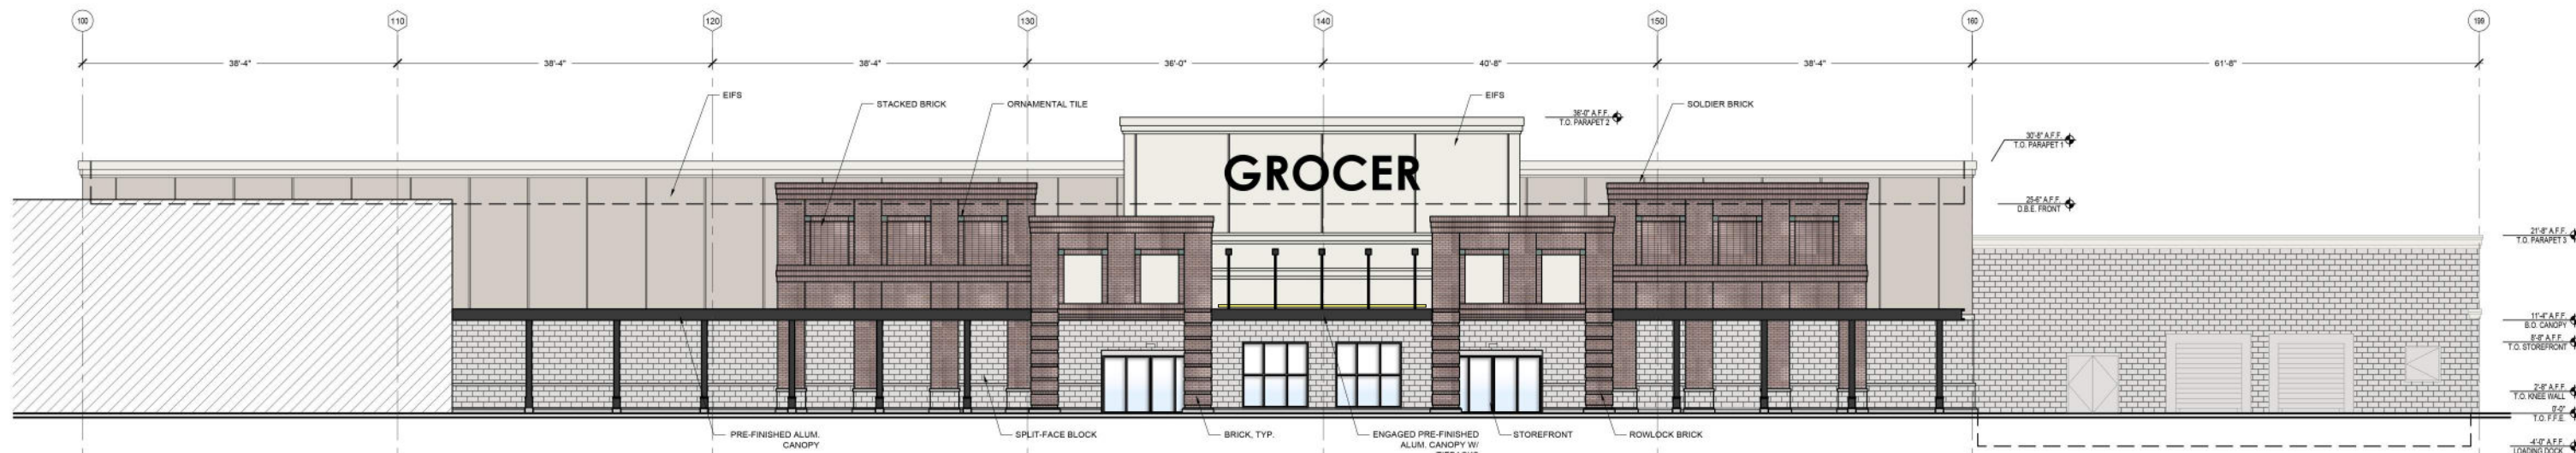 100 110 120 130 140 150 160 198
38'-4" 38'-4" 38'-4" 36'-0" 40'-8" 38'-4" 61'-8"
EIFS
STACKED BRICK
ORNAMENTAL TILE
EIFS
SOLDIER BRICK
36'-0" A.F.F.
T.O. PARAPET 2
30'-8" A.F.F.
T.O. PARAPET 1
GROCER
25'-6" A.F.F.
D.B.E. FRONT
21'-8" A.F.F.
T.O. PARAPET 3
11'-4" A.F.F.
B.O. CANOPY
8'-8" A.F.F.
T.O. STOREFRONT
2'-8" A.F.F.
T.O. KNEE WALL
0'-0"
T.O. F.F.E.
PRE-FINISHED ALUM.
CANOPY
SPLIT-FACE BLOCK
BRICK, TYP.
ENGAGED PRE-FINISHED
ALUM. CANOPY W/
STOREFRONT
ROWLOCK BRICK
-4'-0" A.F.F.
LOADING DOCK